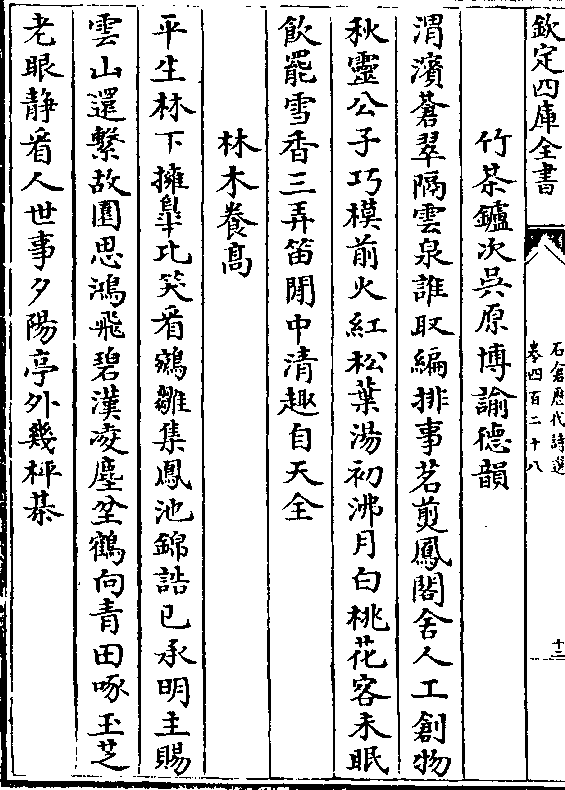 欽定四庫全書
石倉歷代詩選
卷四百二十八
十二
竹茶鑪次吳原博諭德韻
渭濱蒼翠隔雲泉誰取編排事茗煎鳳閣舍人工創物
秋靈公子巧模前火紅松葉湯初沸月白桃花客未眠
飲罷雪香三弄笛閒中清趣自天全
林木養高
平生林下擁臯比笑看鵷雛集鳳池錦誥已承明主賜
雲山還繫故園思鴻飛碧漢凌塵坌鶴向青田啄玉芝
老眼静看人世事夕陽亭外幾枰棊